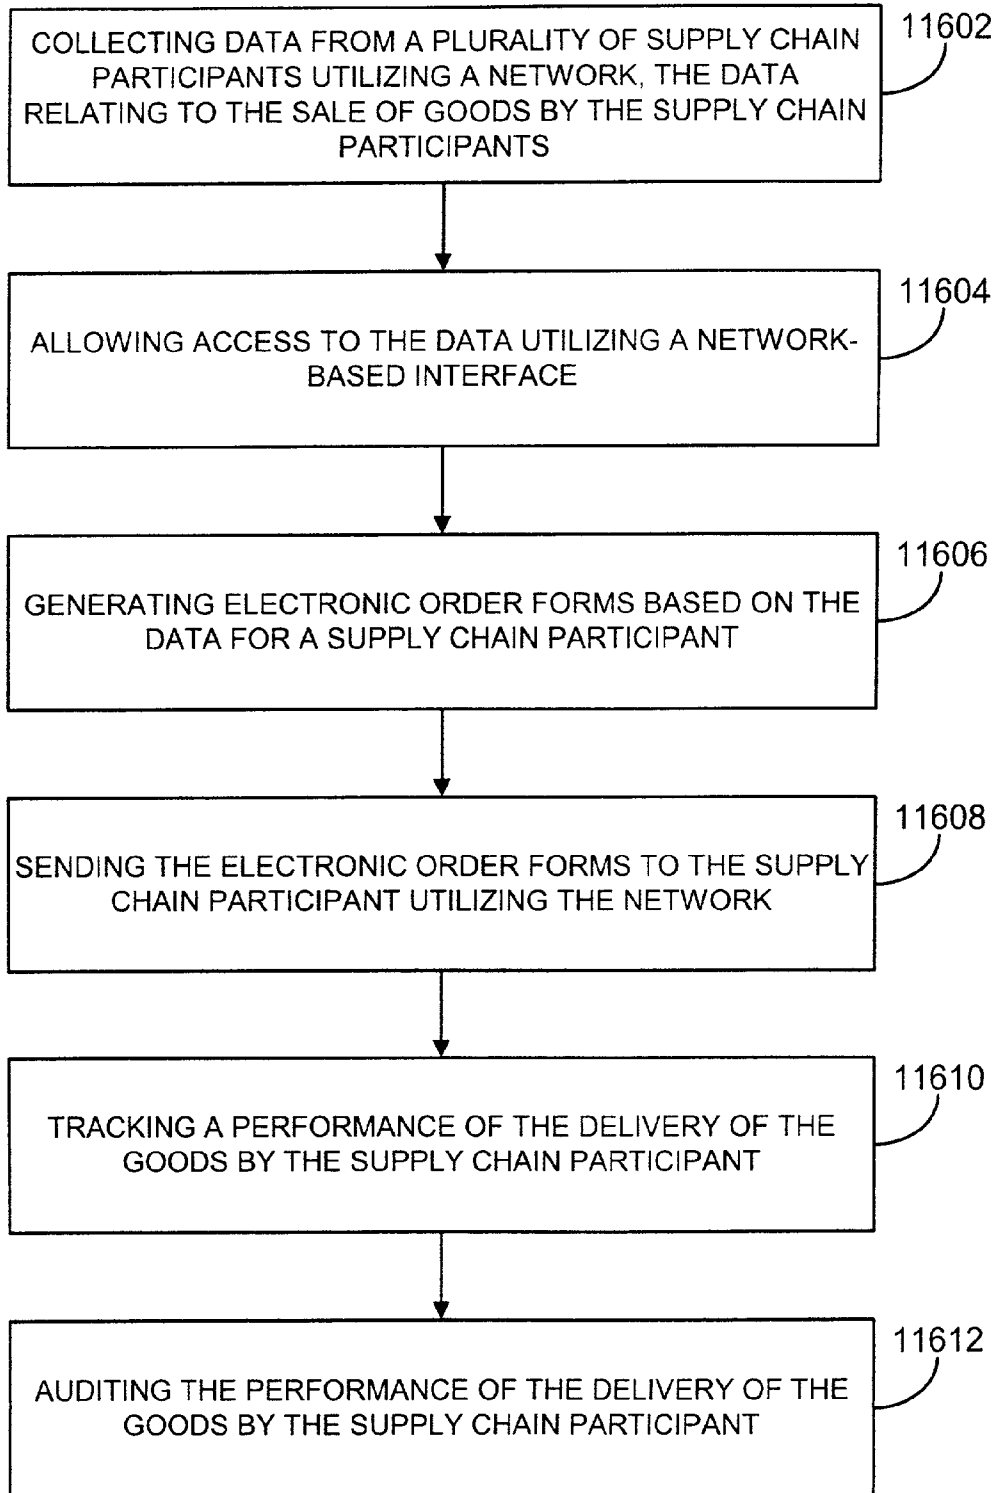 11602
COLLECTING DATA FROM A PLURALITY OF SUPPLY CHAIN
PARTICIPANTS UTILIZING A NETWORK, THE DATA
RELATING TO THE SALE OF GOODS BY THE SUPPLY CHAIN
PARTICIPANTS
11604
ALLOWING ACCESS TO THE DATA UTILIZING A NETWORK-
BASED INTERFACE
11606
GENERATING ELECTRONIC ORDER FORMS BASED ON THE
DATA FOR A SUPPLY CHAIN PARTICIPANT
11608
SENDING THE ELECTRONIC ORDER FORMS TO THE SUPPLY
CHAIN PARTICIPANT UTILIZING THE NETWORK
11610
TRACKING A PERFORMANCE OF THE DELIVERY OF THE
GOODS BY THE SUPPLY CHAIN PARTICIPANT
11612
AUDITING THE PERFORMANCE OF THE DELIVERY OF THE
GOODS BY THE SUPPLY CHAIN PARTICIPANT